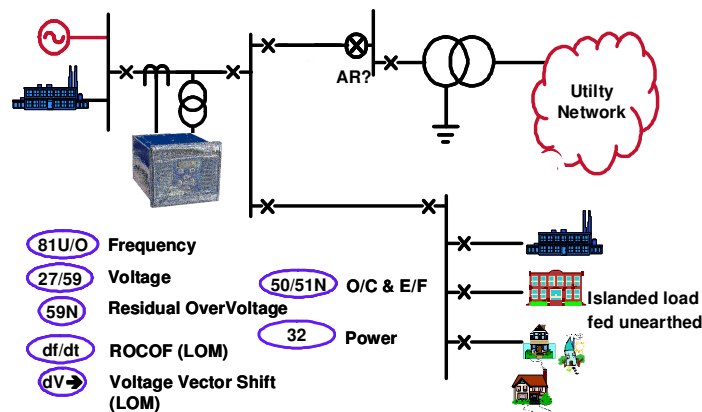 AR?
Utilty
Network
81U/O Frequency
27/59 Voltage
59N Residual OverVoltage
df/dt ROCOF (LOM)
dV➔ Voltage Vector Shift
(LOM)
50/51N O/C & E/F
32 Power
Islanded load
fed unearthed